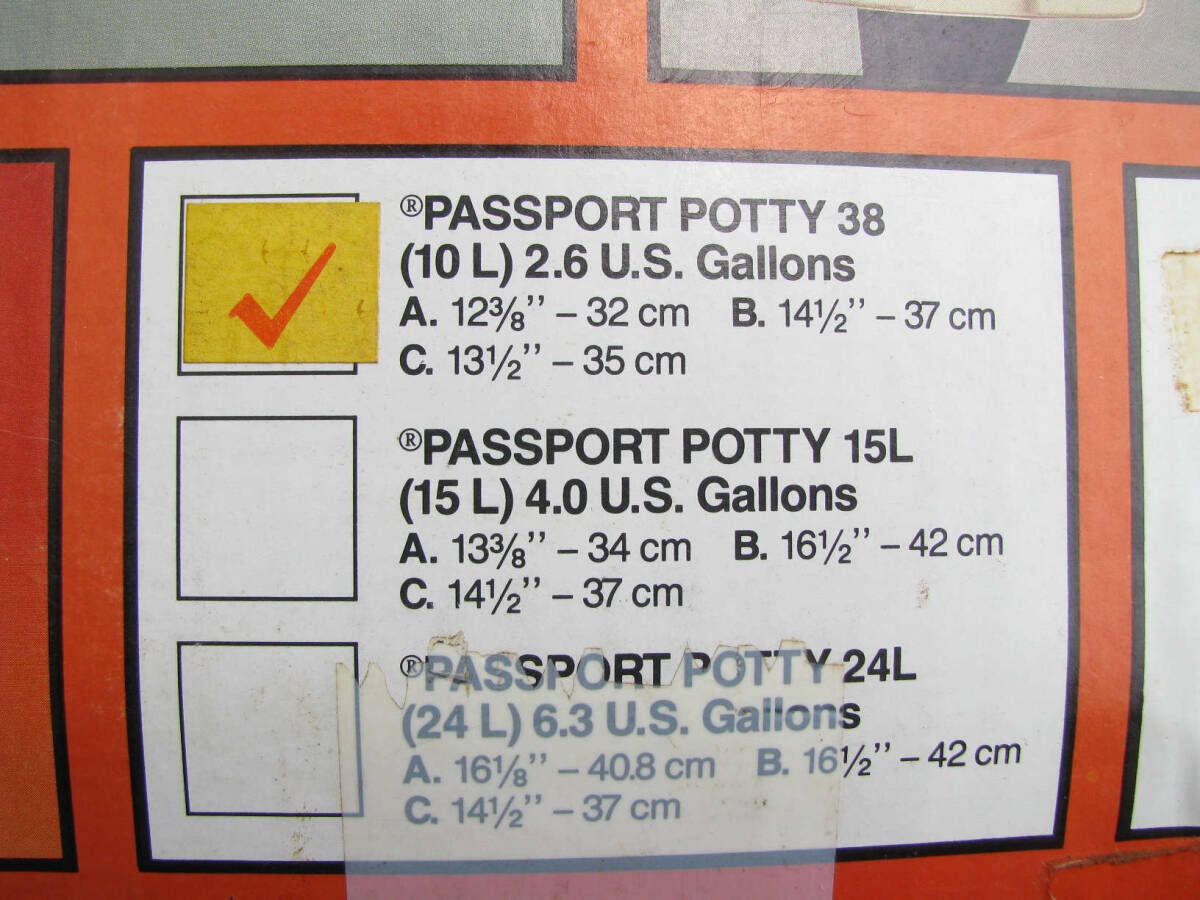 ®PASSPORT POTTY 38
(10 L) 2.6 U.S. Gallons
A. 12⅜’’ – 32 cm B. 14½’’ – 37 cm
C. 13½’’ – 35 cm
®PASSPORT POTTY 15L
(15 L) 4.0 U.S. Gallons
A. 13⅜’’ – 34 cm B. 16½’’ – 42 cm
C. 14½’’ – 37 cm
®PASSPORT POTTY 24L
(24 L) 6.3 U.S. Gallons
A. 16⅛’’ – 40.8 cm B. 16½’’ – 42 cm
C. 14½’’ – 37 cm